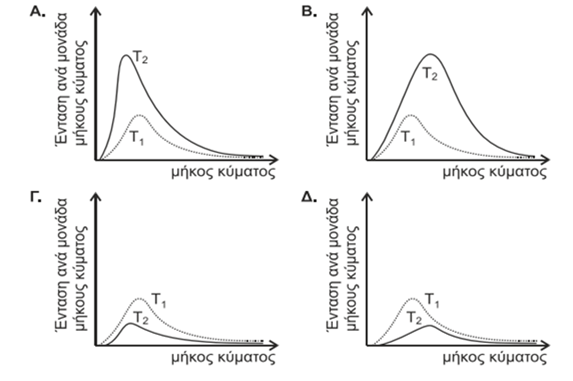 Α.
Ένταση ανά μονάδα
μήκους κύματος
T2
T1
μήκος κύματος
Β.
Ένταση ανά μονάδα
μήκους κύματος
T2
T1
μήκος κύματος
Γ.
Ένταση ανά μονάδα
μήκους κύματος
T1
T2
μήκος κύματος
Δ.
Ένταση ανά μονάδα
μήκους κύματος
T1
T2
μήκος κύματος